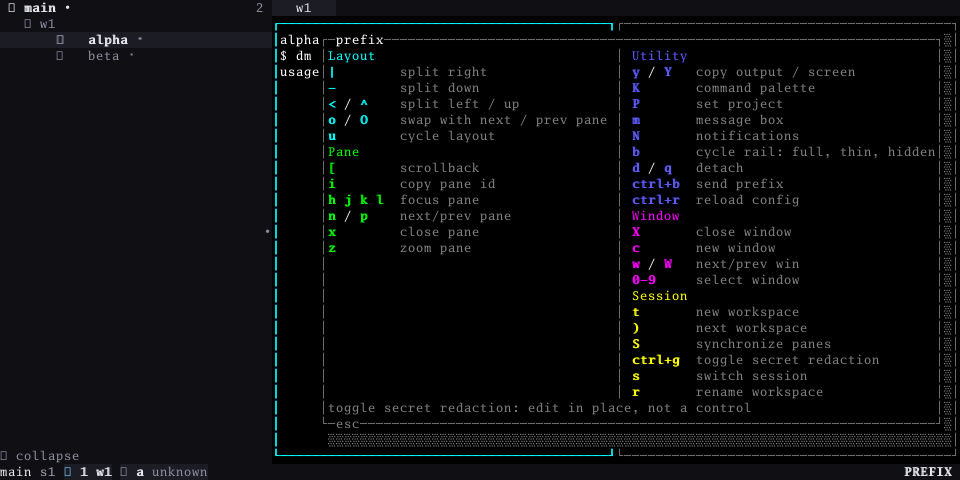 main • 2 w1
w1
alpha •
beta •
alpha prefix
$ dm
usage
Layout
| split right
- split down
< / ^ split left / up
o / O swap with next / prev pane
u cycle layout
Pane
[ scrollback
i copy pane id
h j k l focus pane
n / p next/prev pane
x close pane
z zoom pane
Utility
y / Y copy output / screen
K command palette
P set project
m message box
N notifications
b cycle rail: full, thin, hidden
d / q detach
ctrl+b send prefix
ctrl+r reload config
Window
X close window
c new window
w / W next/prev win
0-9 select window
Session
t new workspace
) next workspace
S synchronize panes
ctrl+g toggle secret redaction
s switch session
r rename workspace
toggle secret redaction: edit in place, not a control
esc
collapse
main s1 1 w1 a unknown PREFIX